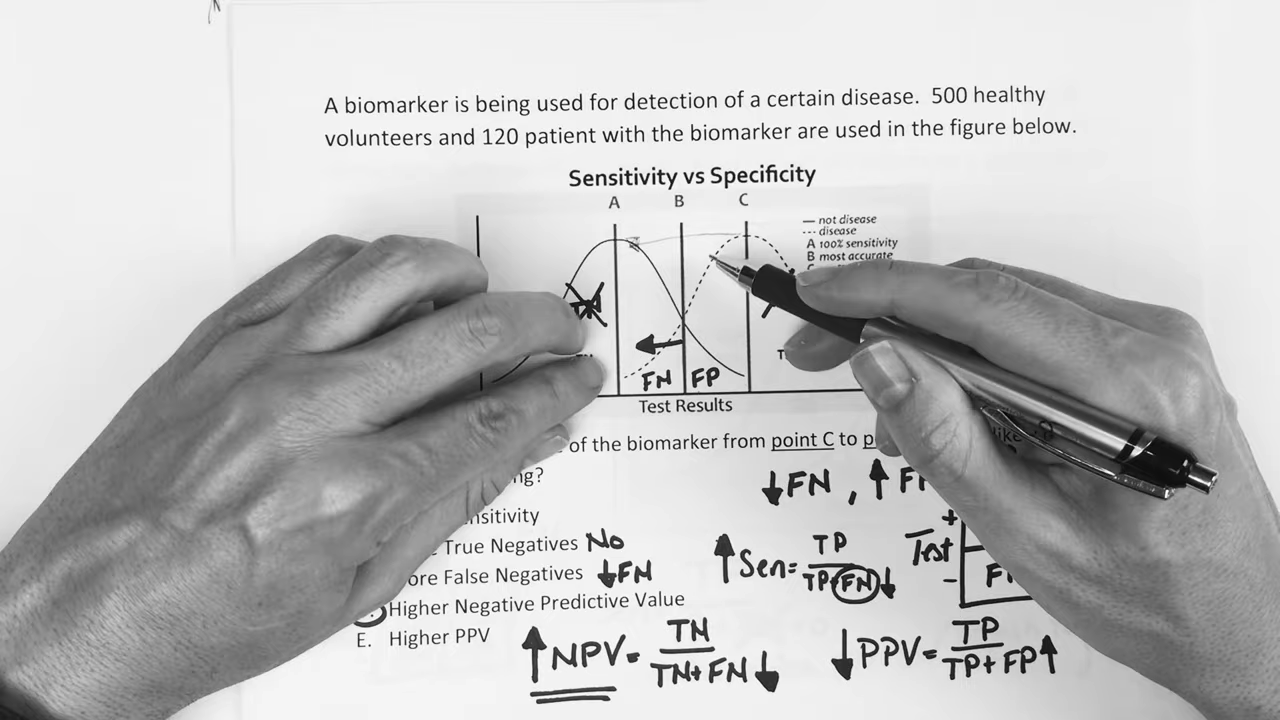 A biomarker is being used for detection of a certain disease. 500 healthy
volunteers and 120 patient with the biomarker are used in the figure below.
Sensitivity vs Specificity
A B C
not disease
disease
A 100% sensitivity
B most accurate
FN FP
Test Results
of the biomarker from point C to
↓FN, ↑
True Negatives No
False Negatives ↓FN
Higher Negative Predictive Value
E. Higher PPV
↑Sen= TP
TP+FN↓
Test +
−
↑NPV= TN
TN+FN↓
↓PPV= TP
TP+FP↑